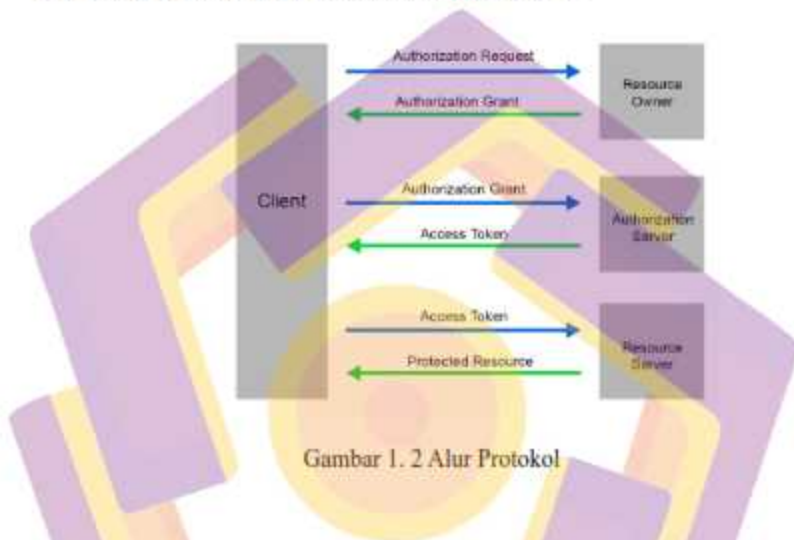 Authorization Request
Resource
Owner
Authorization Grant
Client
Authorization Grant
Authorization
Server
Access Token
Access Token
Resource
Server
Protected Resource
Gambar 1. 2 Alur Protokol